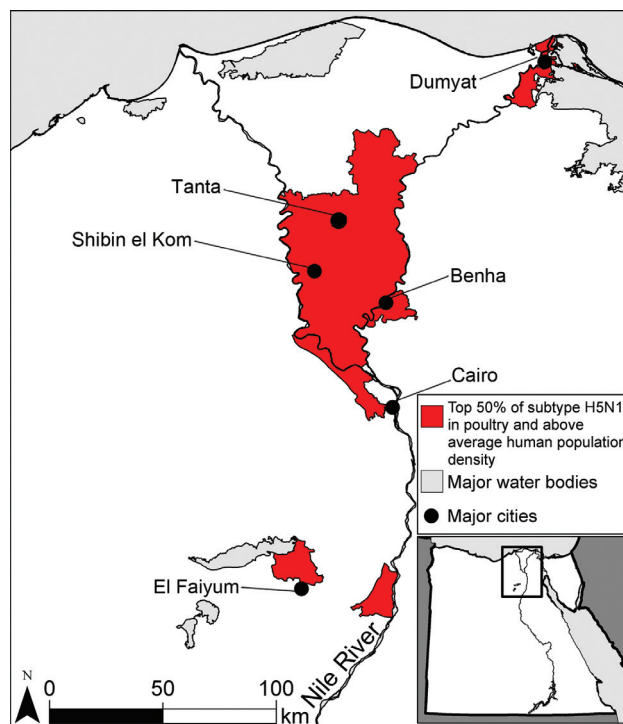 Dumyat
Tanta
Shibin el Kom
Benha
Cairo
Top 50% of subtype H5N1
in poultry and above
average human population
density
Major water bodies
Major cities
El Faiyum
Nile River
N
0 50 100
km